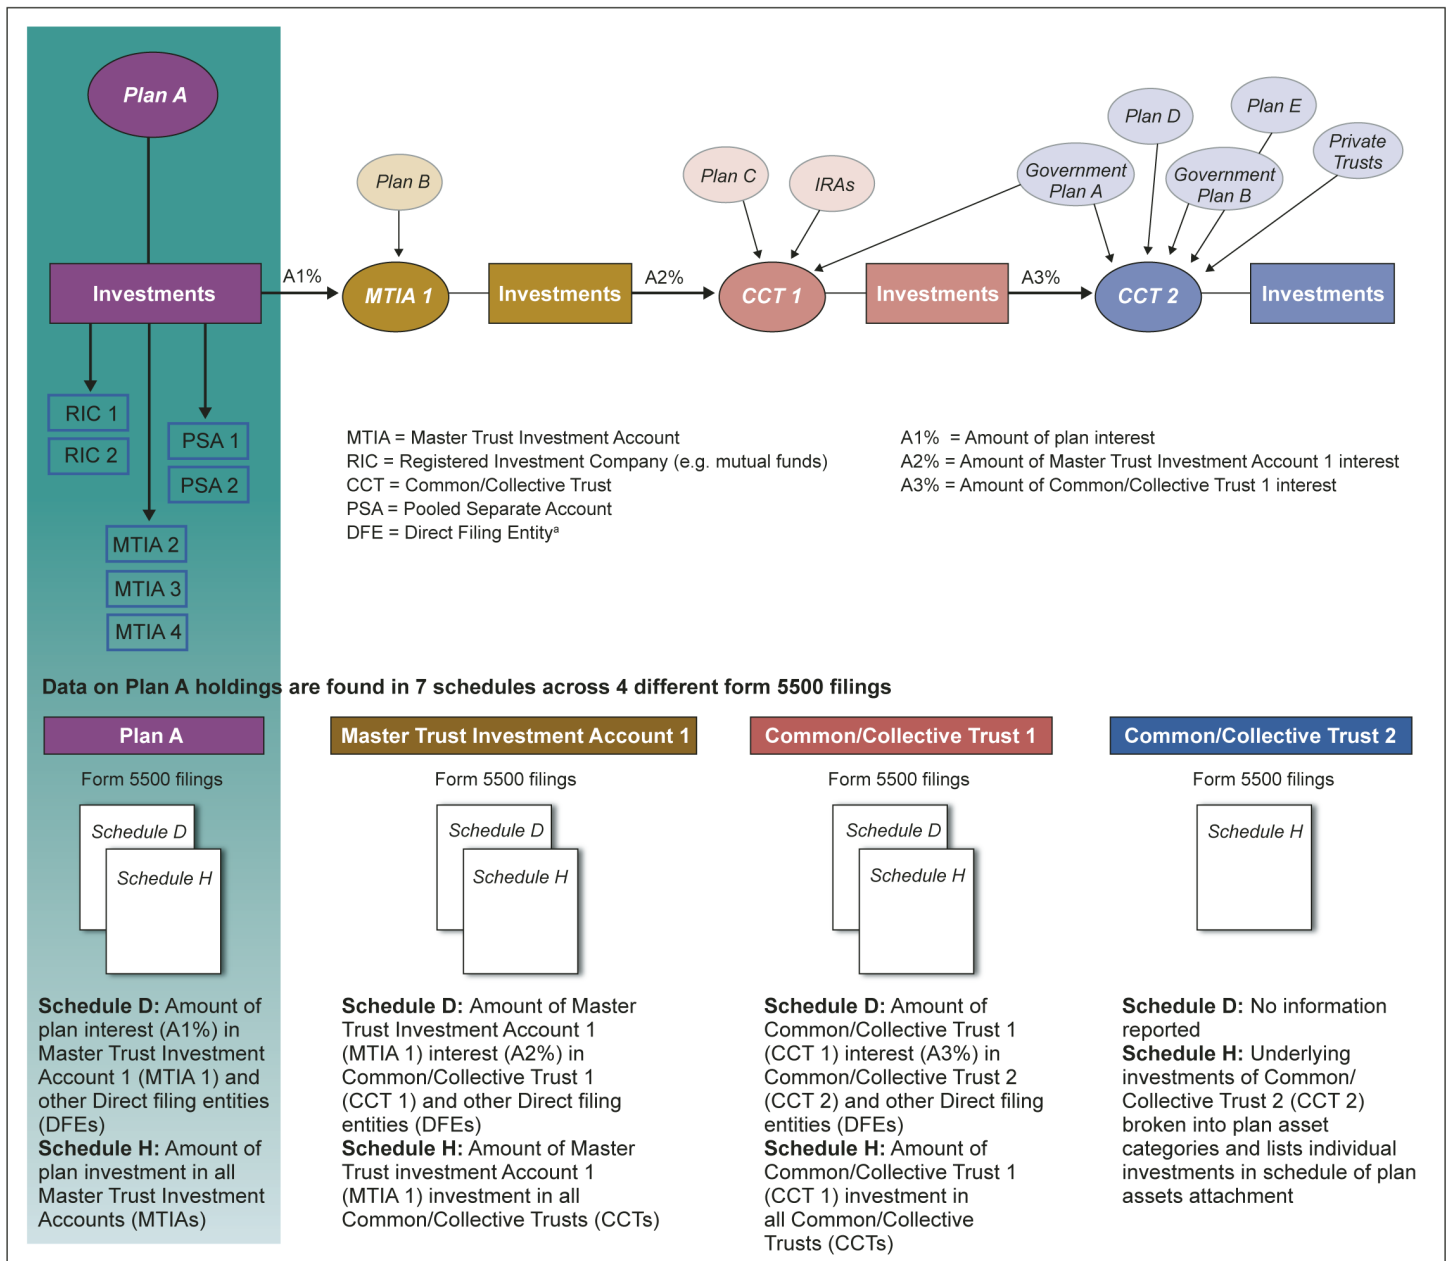 Plan A
Plan B
Plan C
IRAs
Government
Plan A
Plan D
Government
Plan B
Plan E
Private
Trusts
Investments
A1%
MTIA 1
Investments
A2%
CCT 1
Investments
A3%
CCT 2
Investments
RIC 1
RIC 2
PSA 1
PSA 2
MTIA 2
MTIA 3
MTIA 4
MTIA = Master Trust Investment Account
RIC = Registered Investment Company (e.g. mutual funds)
CCT = Common/Collective Trust
PSA = Pooled Separate Account
DFE = Direct Filing Entityᵃ
A1% = Amount of plan interest
A2% = Amount of Master Trust Investment Account 1 interest
A3% = Amount of Common/Collective Trust 1 interest
Data on Plan A holdings are found in 7 schedules across 4 different form 5500 filings
Plan A
Form 5500 filings
Schedule D
Schedule H
Schedule D: Amount of
plan interest (A1%) in
Master Trust Investment
Account 1 (MTIA 1) and
other Direct filing entities
(DFEs)
Schedule H: Amount of
plan investment in all
Master Trust Investment
Accounts (MTIAs)
Master Trust Investment Account 1
Form 5500 filings
Schedule D
Schedule H
Schedule D: Amount of Master
Trust Investment Account 1
(MTIA 1) interest (A2%) in
Common/Collective Trust 1
(CCT 1) and other Direct filing
entities (DFEs)
Schedule H: Amount of Master
Trust investment Account 1
(MTIA 1) investment in all
Common/Collective Trusts (CCTs)
Common/Collective Trust 1
Form 5500 filings
Schedule D
Schedule H
Schedule D: Amount of
Common/Collective Trust 1
(CCT 1) interest (A3%) in
Common/Collective Trust 2
(CCT 2) and other Direct filing
entities (DFEs)
Schedule H: Amount of
Common/Collective Trust 1
(CCT 1) investment in
all Common/Collective
Trusts (CCTs)
Common/Collective Trust 2
Form 5500 filings
Schedule H
Schedule D: No information
reported
Schedule H: Underlying
investments of Common/
Collective Trust 2 (CCT 2)
broken into plan asset
categories and lists individual
investments in schedule of plan
assets attachment